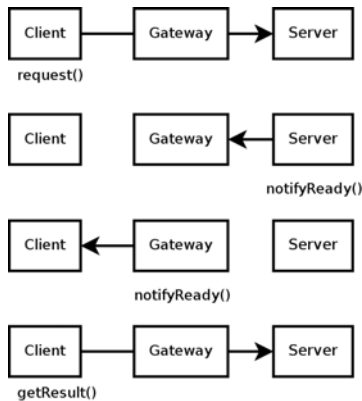 Client Gateway Server
request()
Client Gateway Server
notifyReady()
Client Gateway Server
notifyReady()
Client Gateway Server
getResult()